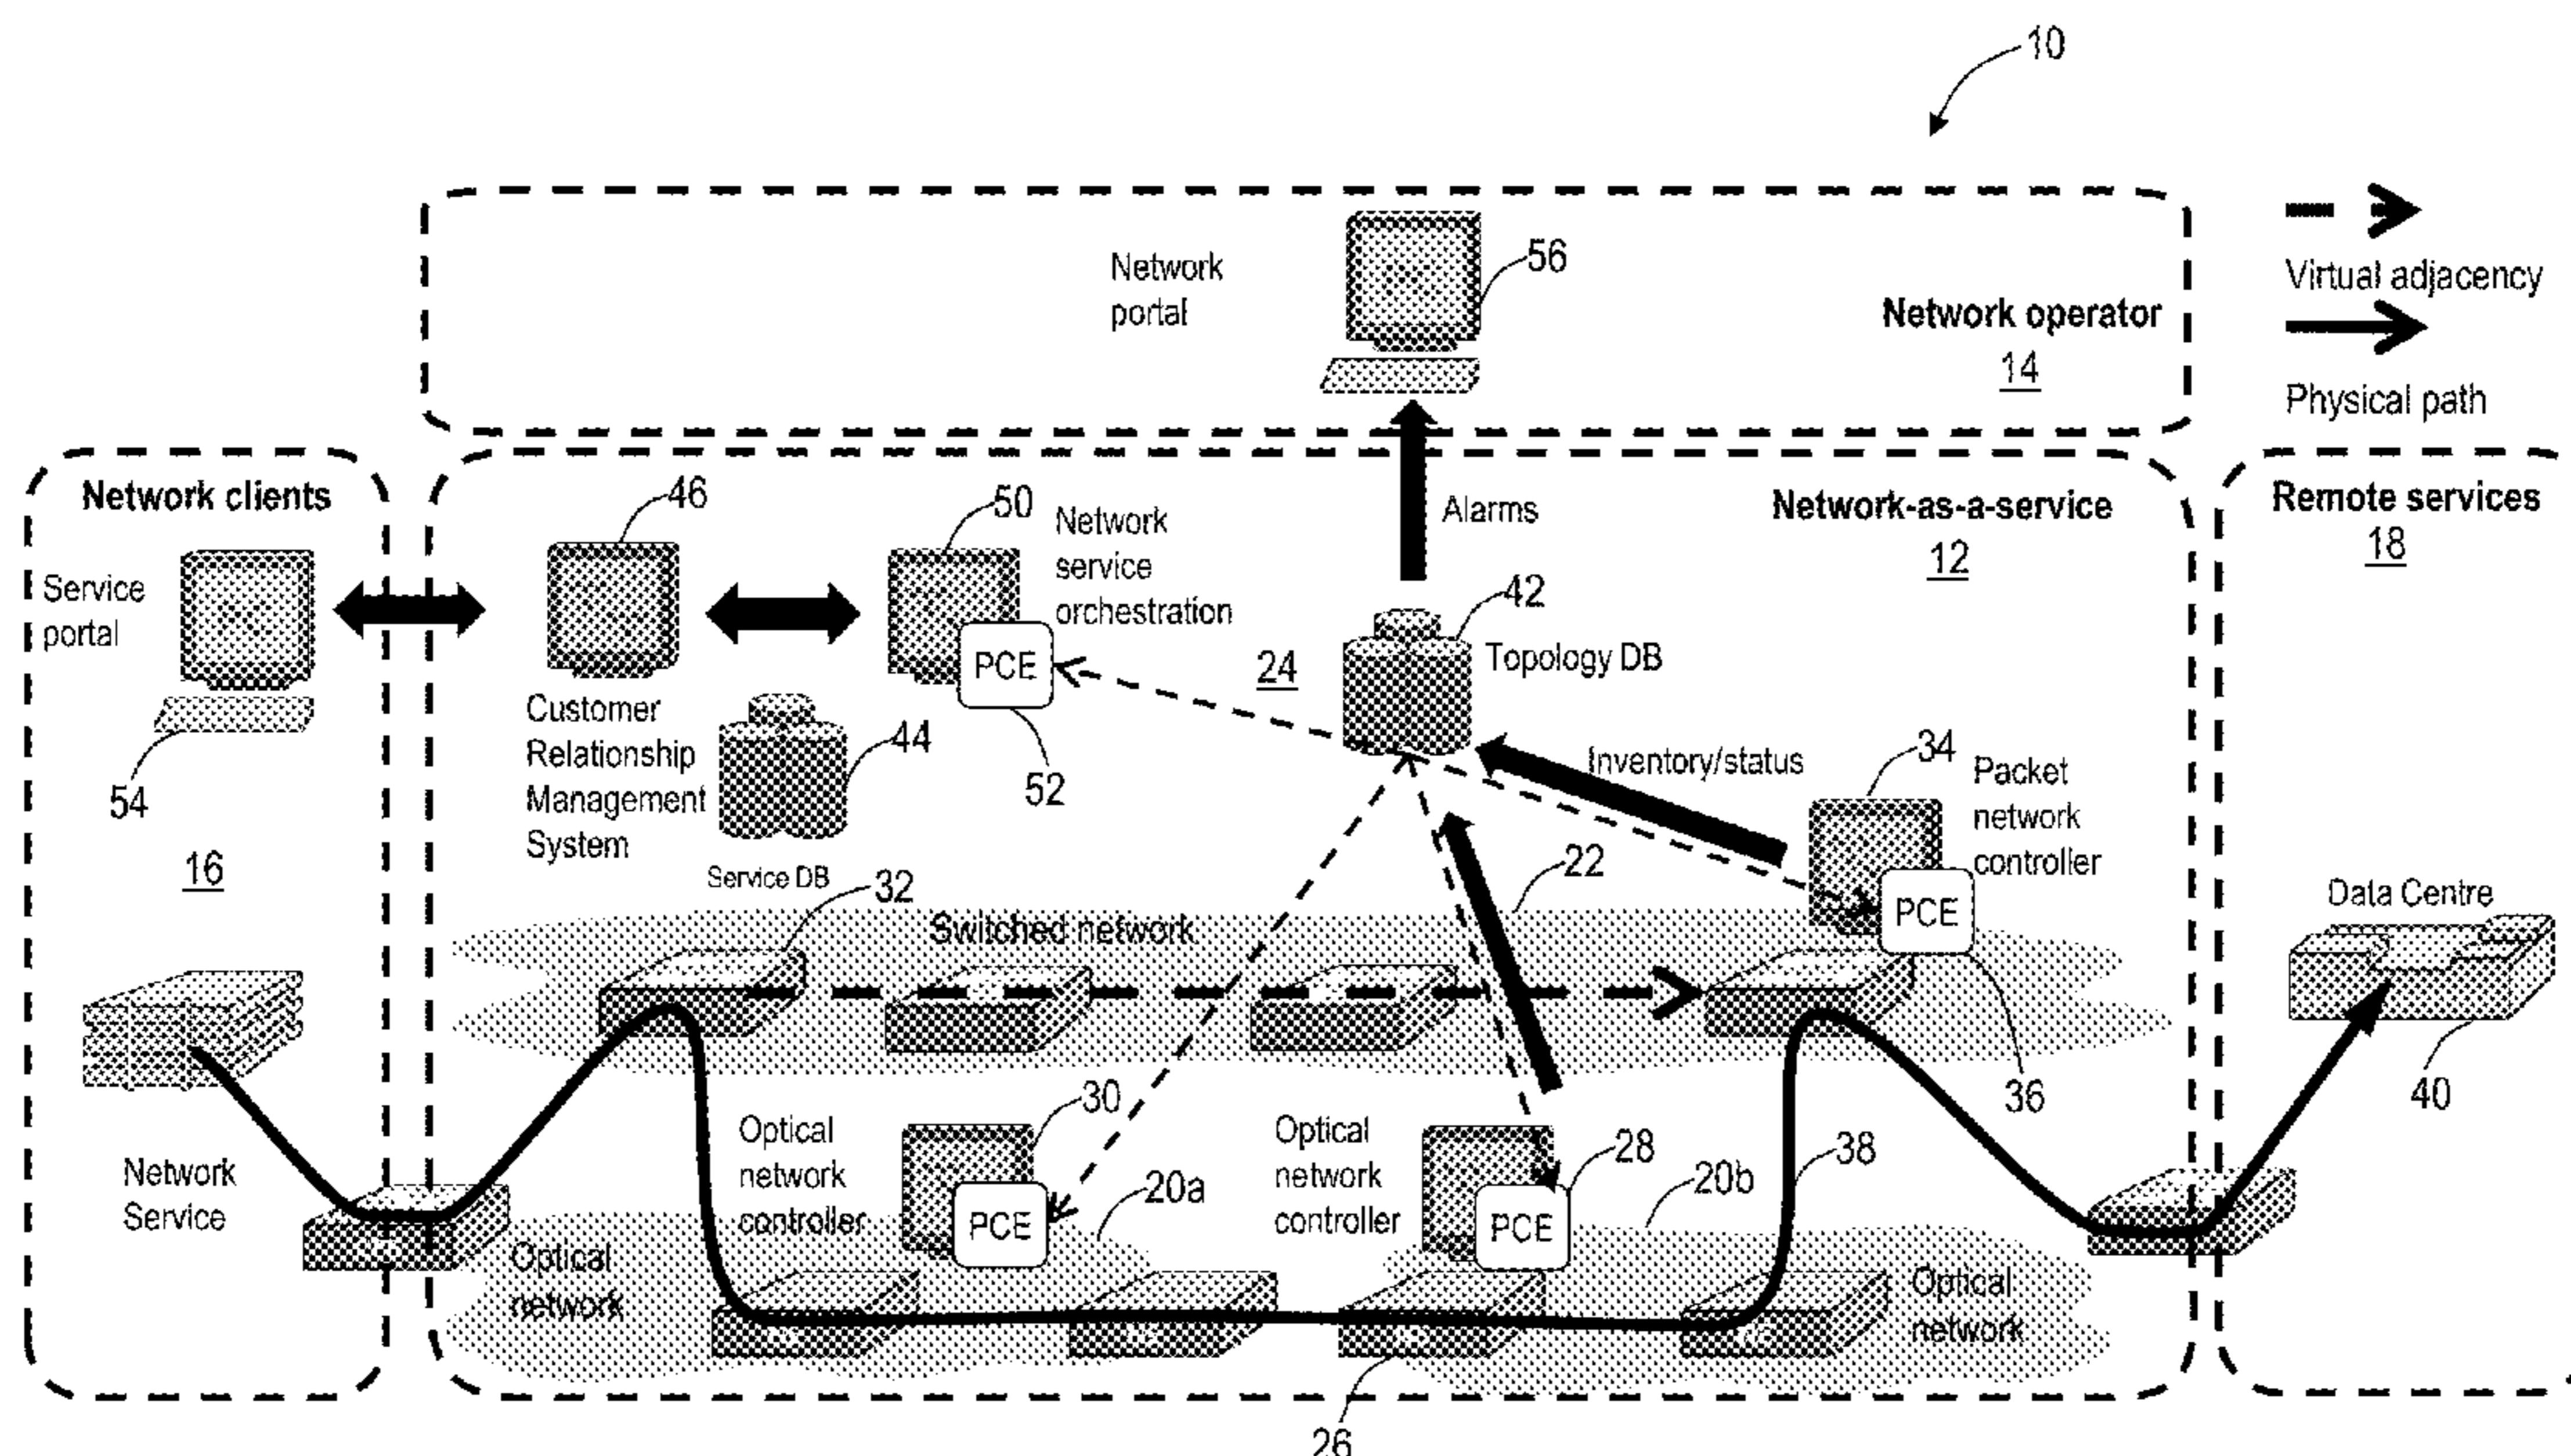 10
Network
portal
56
Network operator
14
Virtual adjacency
Physical path
Network clients
Service
portal
54
16
Network
Service
46
Customer
Relationship
Management
System
44
Service DB
50
Network
service
orchestration
PCE
52
24
Alarms
42
Topology DB
Inventory/status
Network-as-a-service
12
34
Packet
network
controller
PCE
36
22
32
Switched network
Optical
network
controller
30
PCE
20a
Optical
network
Optical
network
controller
28
PCE
20b
38
Optical
network
26
Remote services
18
Data Centre
40